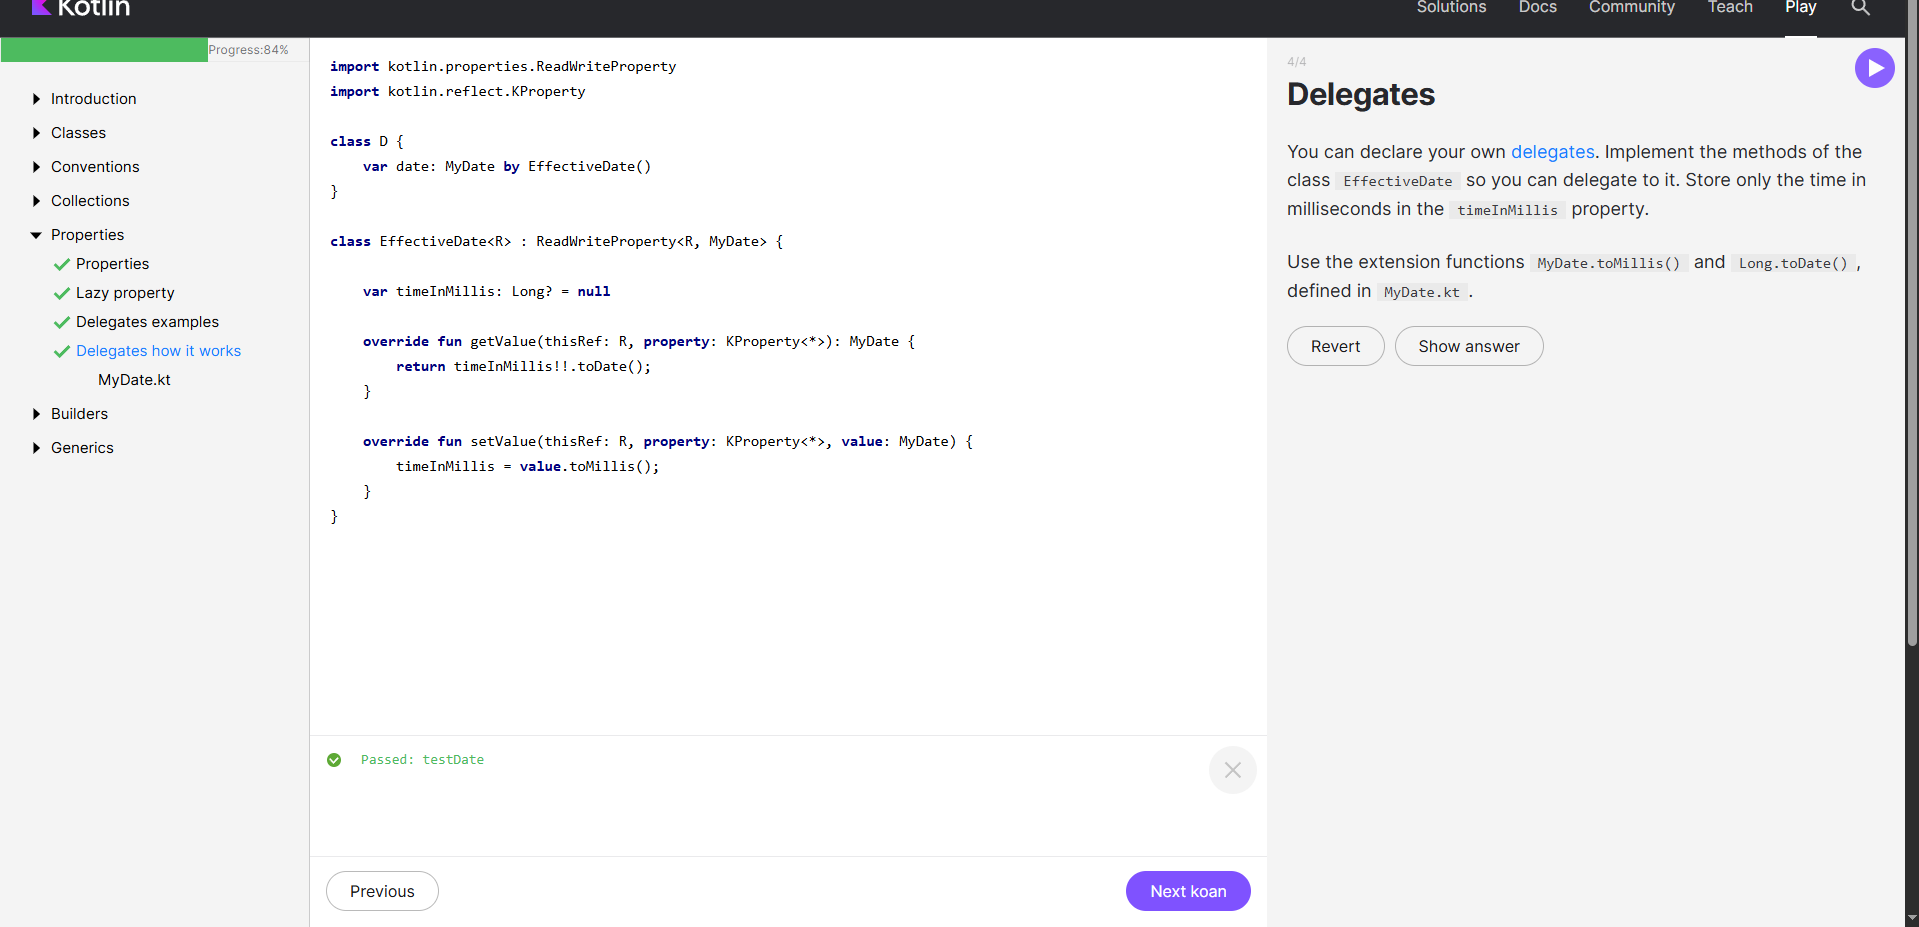 Kotlin
Solutions Docs Community Teach Play
Progress:84%
Introduction
Classes
Conventions
Collections
Properties
Properties
Lazy property
Delegates examples
Delegates how it works
MyDate.kt
Builders
Generics
import kotlin.properties.ReadWriteProperty
import kotlin.reflect.KProperty
class D {
    var date: MyDate by EffectiveDate()
}
class EffectiveDate<R> : ReadWriteProperty<R, MyDate> {
    var timeInMillis: Long? = null
    override fun getValue(thisRef: R, property: KProperty<*>): MyDate {
        return timeInMillis!!.toDate();
    }
    override fun setValue(thisRef: R, property: KProperty<*>, value: MyDate) {
        timeInMillis = value.toMillis();
    }
}
Passed: testDate
Previous
Next koan
4/4
Delegates
You can declare your own delegates. Implement the methods of the
class EffectiveDate so you can delegate to it. Store only the time in
milliseconds in the timeInMillis property.
Use the extension functions MyDate.toMillis() and Long.toDate() ,
defined in MyDate.kt .
Revert
Show answer